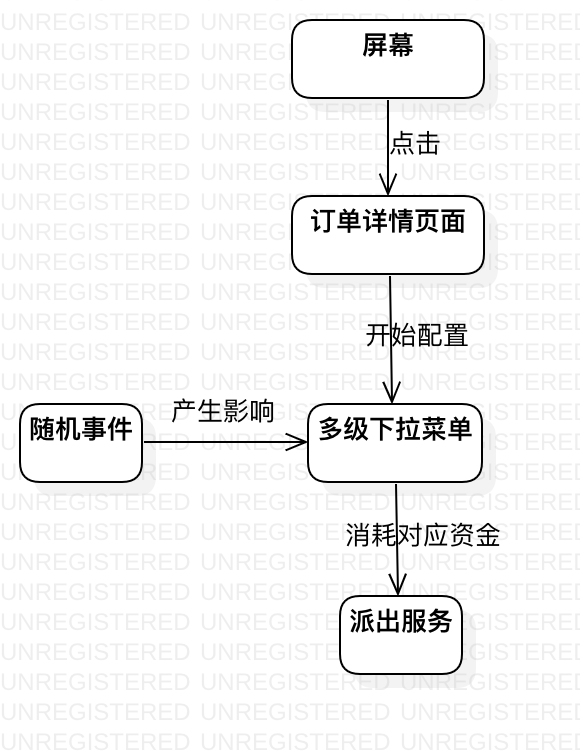 屏幕
点击
订单详情页面
开始配置
产生影响
随机事件
多级下拉菜单
消耗对应资金
派出服务
UNREGISTERED